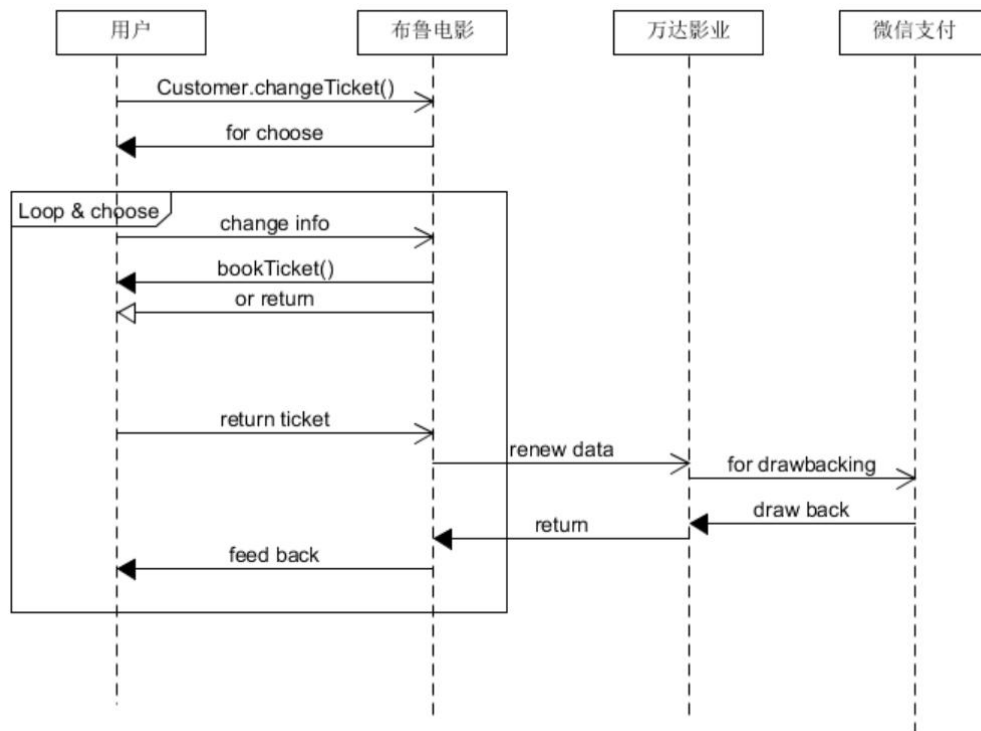 用户
布鲁电影
万达影业
微信支付
Customer.changeTicket()
for choose
Loop & choose
change info
bookTicket()
or return
return ticket
renew data
for drawbacking
draw back
return
feed back